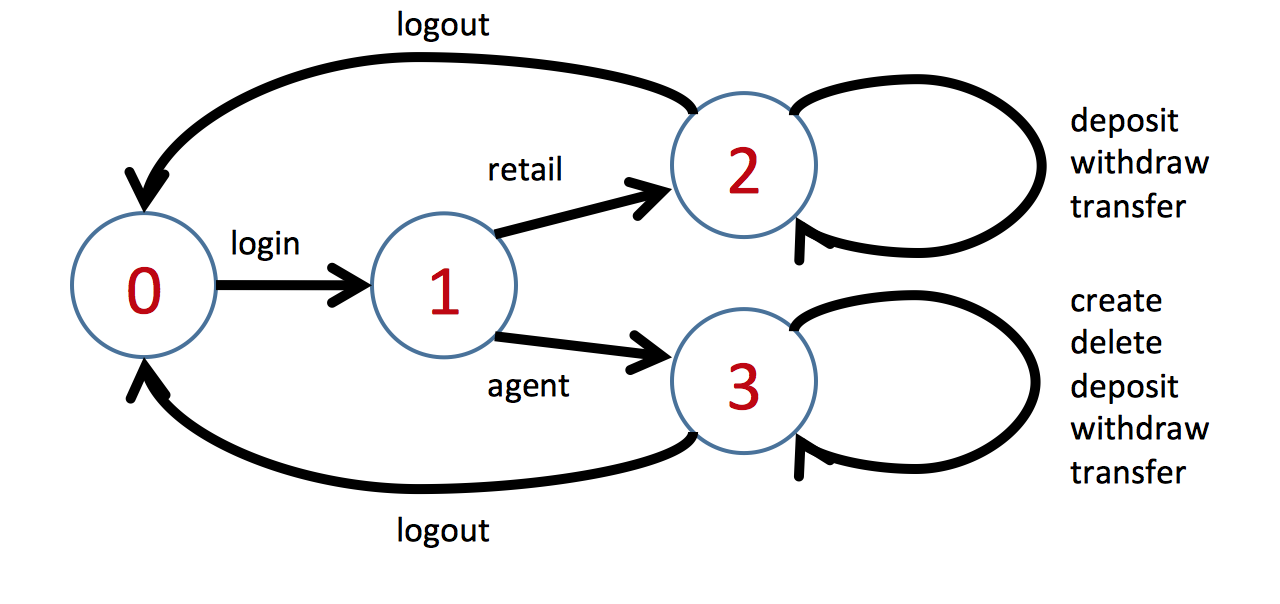 logout
deposit
withdraw
transfer
retail
2
login
0
1
create
delete
deposit
withdraw
transfer
3
agent
logout